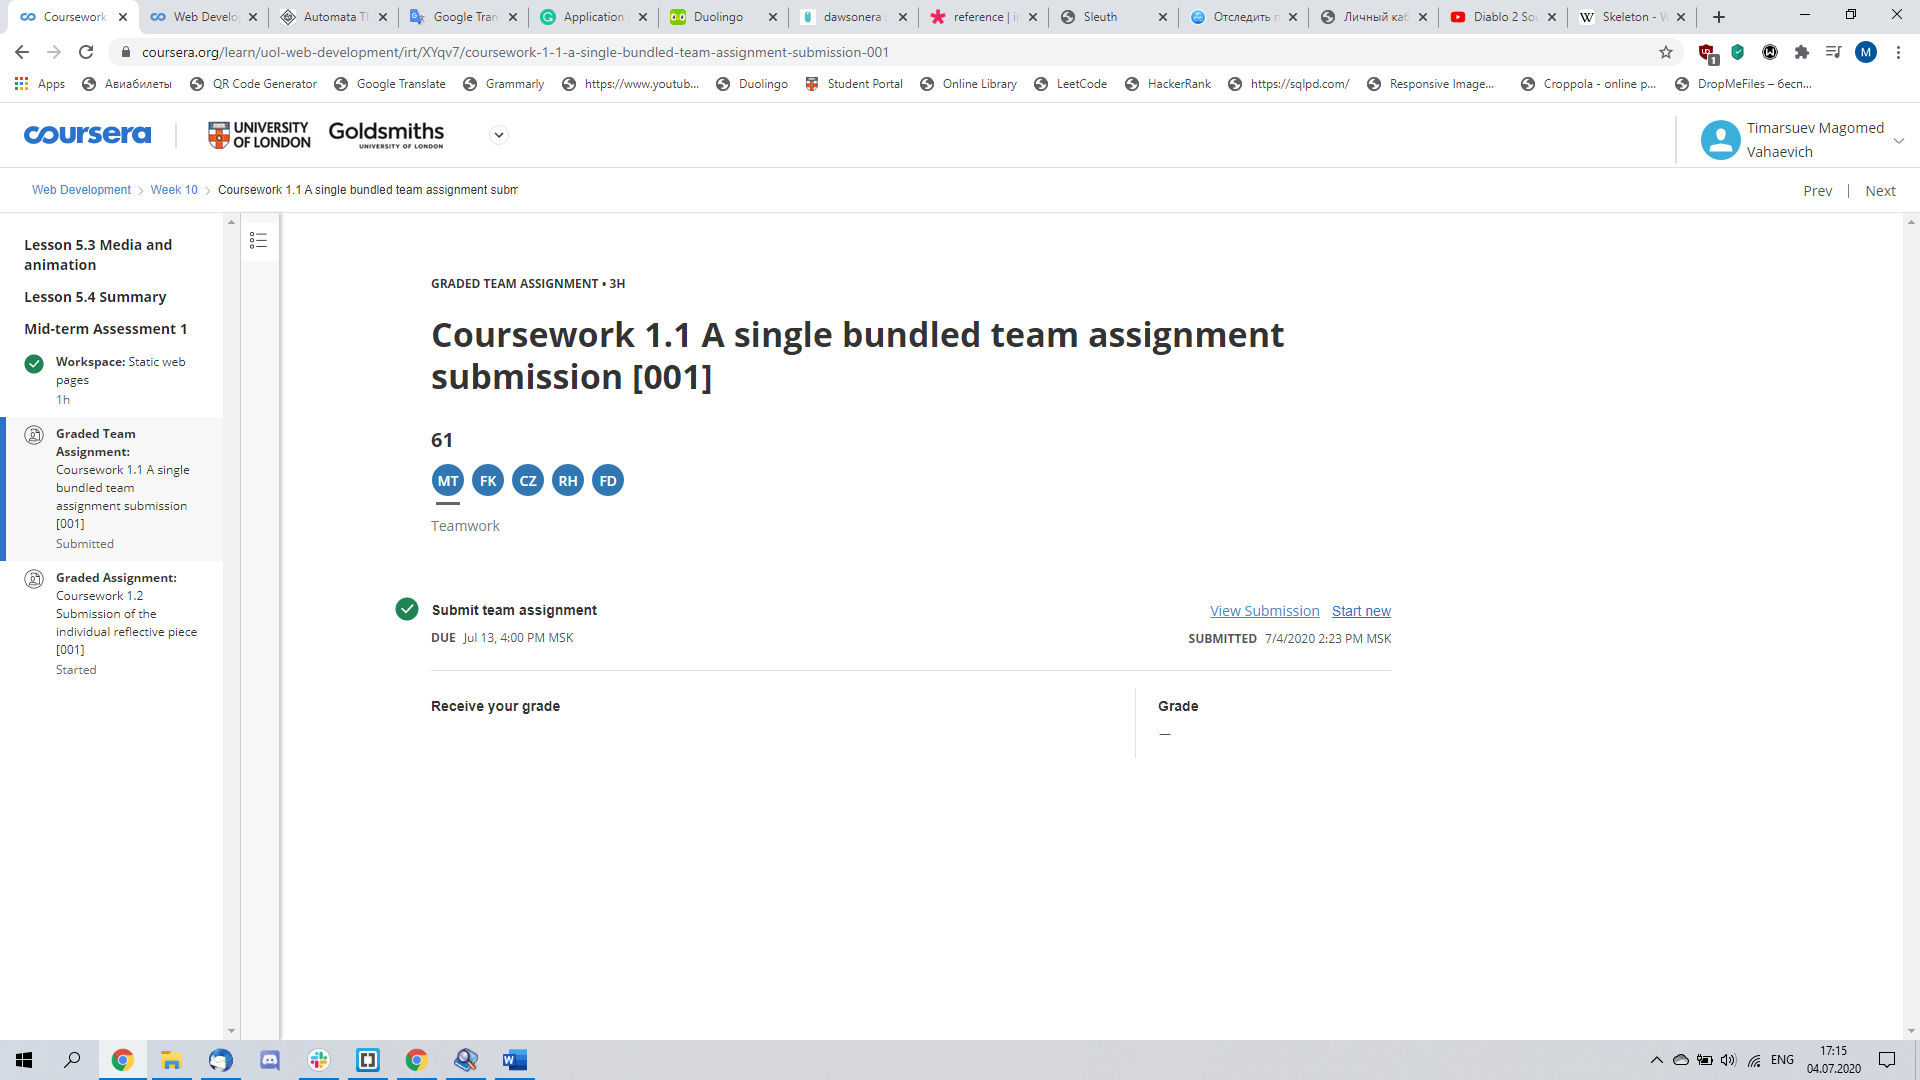 Coursework
Web Develo
Automata Th
Google Tran
Application
Duolingo
dawsonera
reference | i
Sleuth
Отследить п
Личный каб
Diablo 2 Sou
Skeleton - W
coursera.org/learn/uol-web-development/irt/XYqv7/coursework-1-1-a-single-bundled-team-assignment-submission-001
1
M
Apps
Авиабилеты
QR Code Generator
Google Translate
Grammarly
https://www.youtub...
Duolingo
Student Portal
Online Library
LeetCode
HackerRank
https://sqlpd.com/
Responsive Image...
Croppola - online p...
DropMeFiles – бесп...
coursera
UNIVERSITY OF LONDON
Goldsmiths
UNIVERSITY OF LONDON
Timarsuev Magomed
Vahaevich
Web Development
Week 10
Coursework 1.1 A single bundled team assignment subm
Prev | Next
Lesson 5.3 Media and
animation
Lesson 5.4 Summary
Mid-term Assessment 1
Workspace: Static web
pages
1h
Graded Team
Assignment:
Coursework 1.1 A single
bundled team
assignment submission
[001]
Submitted
Graded Assignment:
Coursework 1.2
Submission of the
individual reflective piece
[001]
Started
GRADED TEAM ASSIGNMENT • 3H
Coursework 1.1 A single bundled team assignment
submission [001]
61
MT FK CZ RH FD
Teamwork
Submit team assignment
View Submission Start new
DUE Jul 13, 4:00 PM MSK
SUBMITTED 7/4/2020 2:23 PM MSK
Receive your grade
Grade
—
ENG
17:15
04.07.2020